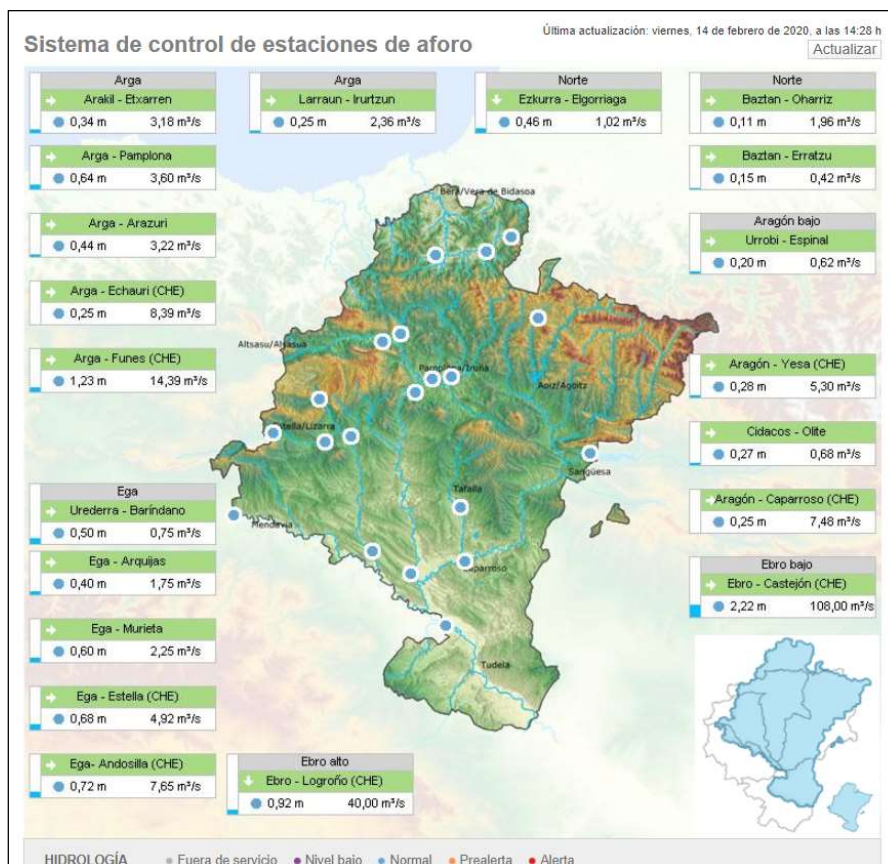 Sistema de control de estaciones de aforo
Última actualización: viernes, 14 de febrero de 2020, a las 14:28 h
Actualizar
Arga
Arakil - Etxarren
0,34 m 3,18 m³/s
Arga
Larraun - Irurtzun
0,25 m 2,36 m³/s
Norte
Ezkurra - Elgorriaga
0,46 m 1,02 m³/s
Norte
Baztan - Oharriz
0,11 m 1,96 m³/s
Arga - Pamplona
0,64 m 3,60 m³/s
Baztan - Erratzu
0,15 m 0,42 m³/s
Arga - Arazuri
0,44 m 3,22 m³/s
Aragón bajo
Urrobi - Espinal
0,20 m 0,62 m³/s
Arga - Echauri (CHE)
0,25 m 8,39 m³/s
Arga - Funes (CHE)
1,23 m 14,39 m³/s
Aragón - Yesa (CHE)
0,28 m 5,30 m³/s
Cidacos - Olite
0,27 m 0,68 m³/s
Ega
Urederra - Baríndano
0,50 m 0,75 m³/s
Aragón - Caparroso (CHE)
0,25 m 7,48 m³/s
Ega - Arquijas
0,40 m 1,75 m³/s
Ebro bajo
Ebro - Castejón (CHE)
2,22 m 108,00 m³/s
Ega - Murieta
0,60 m 2,25 m³/s
Ega - Estella (CHE)
0,68 m 4,92 m³/s
Ega- Andosilla (CHE)
0,72 m 7,65 m³/s
Ebro alto
Ebro - Logroño (CHE)
0,92 m 40,00 m³/s
Bera/Vera de Bidasoa
Altsasu/Alsasua
Pamplona/Iruña
Aoiz/Agoitz
Estella/Lizarra
Sangüesa
Tafalla
Mendavia
Caparroso
Tudela
HIDROLOGÍA Fuera de servicio Nivel bajo Normal Prealerta Alerta